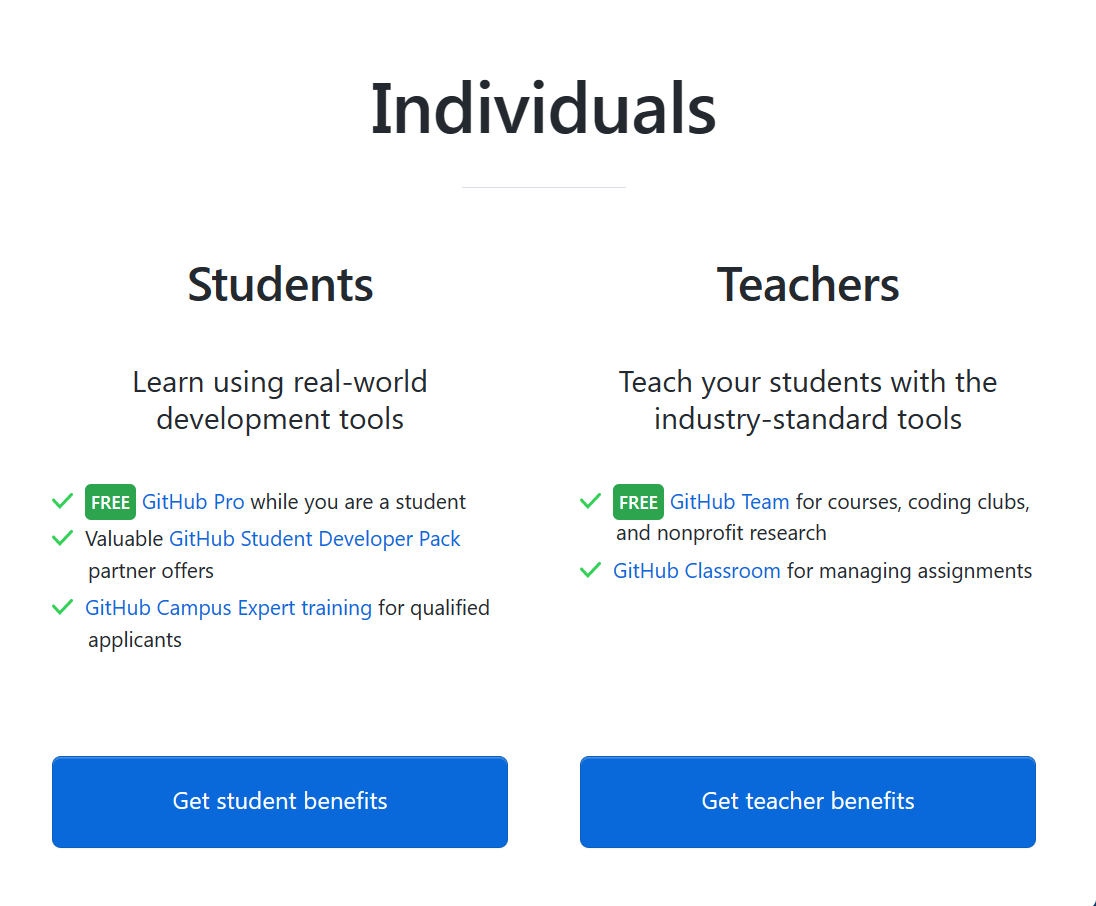 Individuals
Students
Learn using real-world
development tools
FREE GitHub Pro while you are a student
Valuable GitHub Student Developer Pack
partner offers
GitHub Campus Expert training for qualified
applicants
Get student benefits
Teachers
Teach your students with the
industry-standard tools
FREE GitHub Team for courses, coding clubs,
and nonprofit research
GitHub Classroom for managing assignments
Get teacher benefits